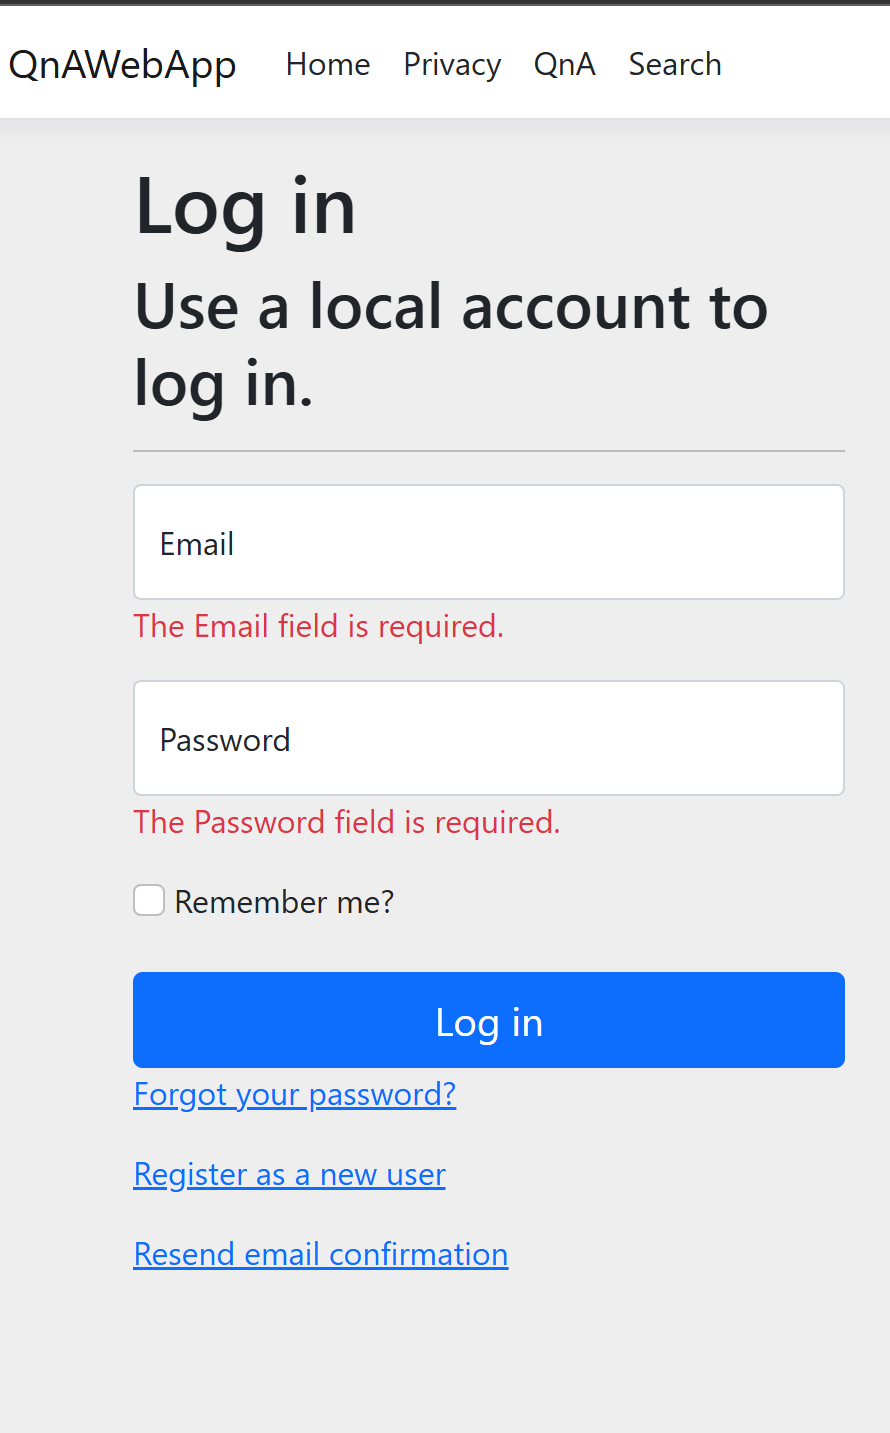 QnAWebApp Home Privacy QnA Search
Log in
Use a local account to
log in.
Email
The Email field is required.
Password
The Password field is required.
Remember me?
Log in
Forgot your password?
Register as a new user
Resend email confirmation